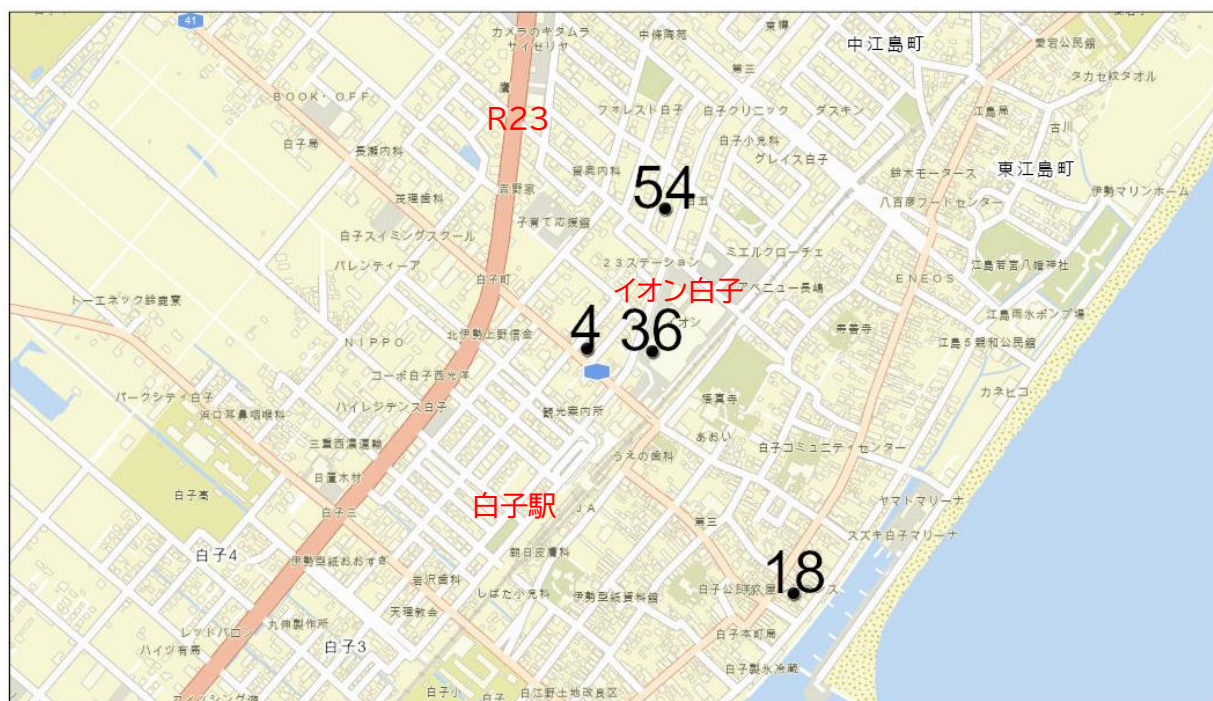 41
カメラのキタムラ
サイゼリヤ
中條陶苑
東樽
中江島町
愛宕公民館
タカセ紋タオル
鷹
第三
BOOK・OFF
R23
フォレスト白子
白子クリニック
ダスキン
江島局
古川
白子局
長瀬内科
白子小児科
グレイス白子
鈴木モータース
東江島町
留奥内科
吉野家
茂理歯科
54
八百彦フードセンター
伊勢マリンホーム
子育て応援館
白子スイミングスクール
バレンティーア
23ステーション
ミエルクローチェ
江島若宮八幡神社
白子町
イオン白子
アベニュー長嶋
ENEOS
トーエネック鈴鹿寮
江島雨水ポンプ場
北伊勢上野信金
4
36
寿善寺
江島5親和公民館
NIPPO
コーポ白子西光洋
カネヒコ
パークシティ白子
ハイレジデンス白子
浜口耳鼻咽喉科
観光案内所
悟真寺
あおい
三重西濃運輸
うえの歯科
白子コミュニティセンター
日置木材
白子高
白子駅
JA
ヤマトマリーナ
白子三
第三
スズキ白子マリーナ
白子4
伊勢型紙おおすぎ
朝日皮膚科
岩沢歯科
しばた小児科
伊勢型紙資料館
18
天理教会
レッドバロン
九伸製作所
白子本町局
ハイツ有馬
白子3
白子製氷冷蔵
白子小
白子
白江野土地改良区